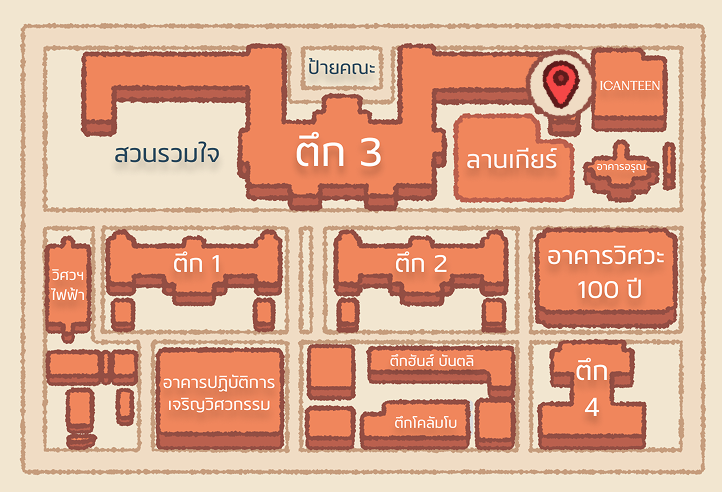 ป้ายคณะ
ICANTEEN
สวนรวมใจ
ตึก 3
ลานเกียร์
อาคารอรุณ
วิศวฯ
ไฟฟ้า
ตึก 1
ตึก 2
อาคารวิศวะ
100 ปี
อาคารปฏิบัติการ
เจริญวิศวกรรม
ตึกฮันส์ บันตลิ
ตึกโคลัมโบ
ตึก
4